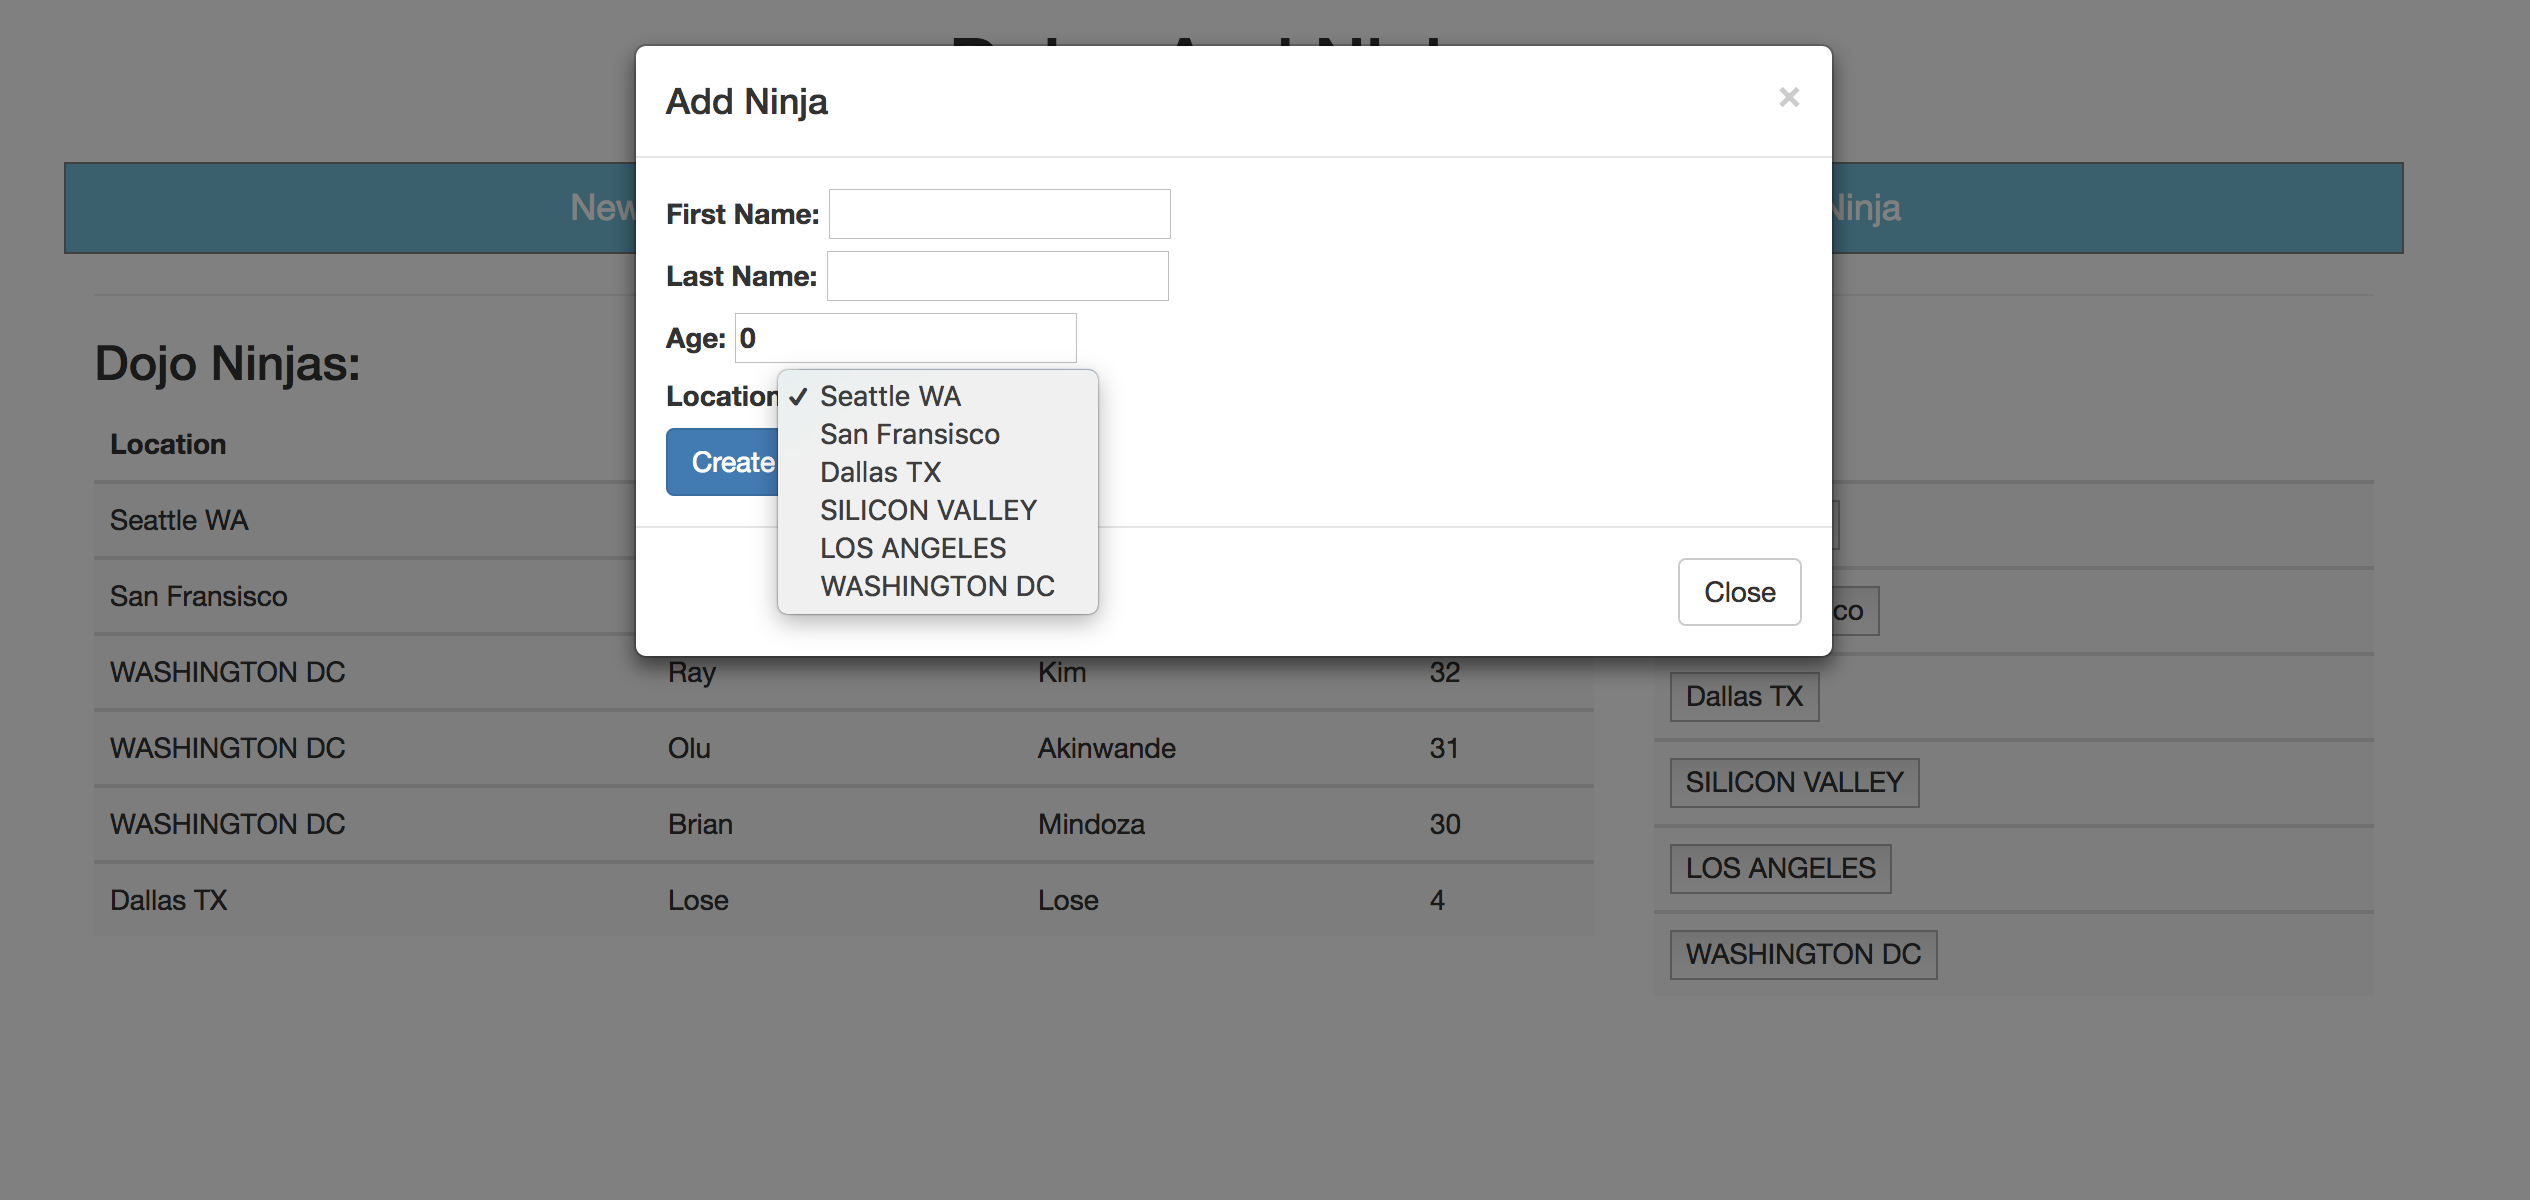 Add Ninja
×
New
Ninja
First Name:
Last Name:
Age: 0
Location
✓ Seattle WA
San Fransisco
Dallas TX
SILICON VALLEY
LOS ANGELES
WASHINGTON DC
Create
Close
Dojo Ninjas:
Location
Seattle WA
San Fransisco
WASHINGTON DC Ray Kim 32
WASHINGTON DC Olu Akinwande 31
WASHINGTON DC Brian Mindoza 30
Dallas TX Lose Lose 4
co
Dallas TX
SILICON VALLEY
LOS ANGELES
WASHINGTON DC